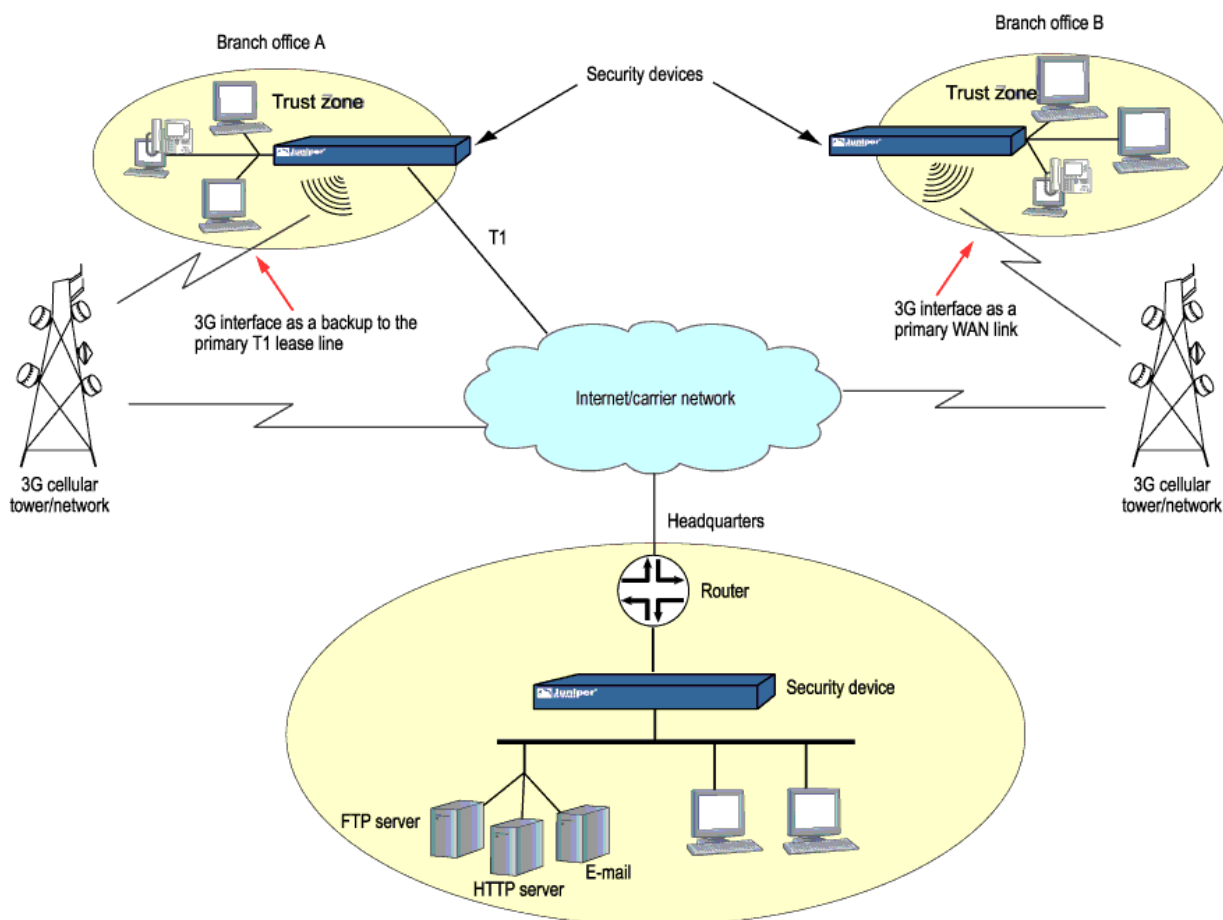 Branch office A
Branch office B
Security devices
Trust zone
Trust zone
Juniper
Juniper
T1
3G interface as a backup to the
primary T1 lease line
3G interface as a
primary WAN link
Internet/carrier network
3G cellular
tower/network
3G cellular
tower/network
Headquarters
Router
Juniper
Security device
FTP server
HTTP server
E-mail